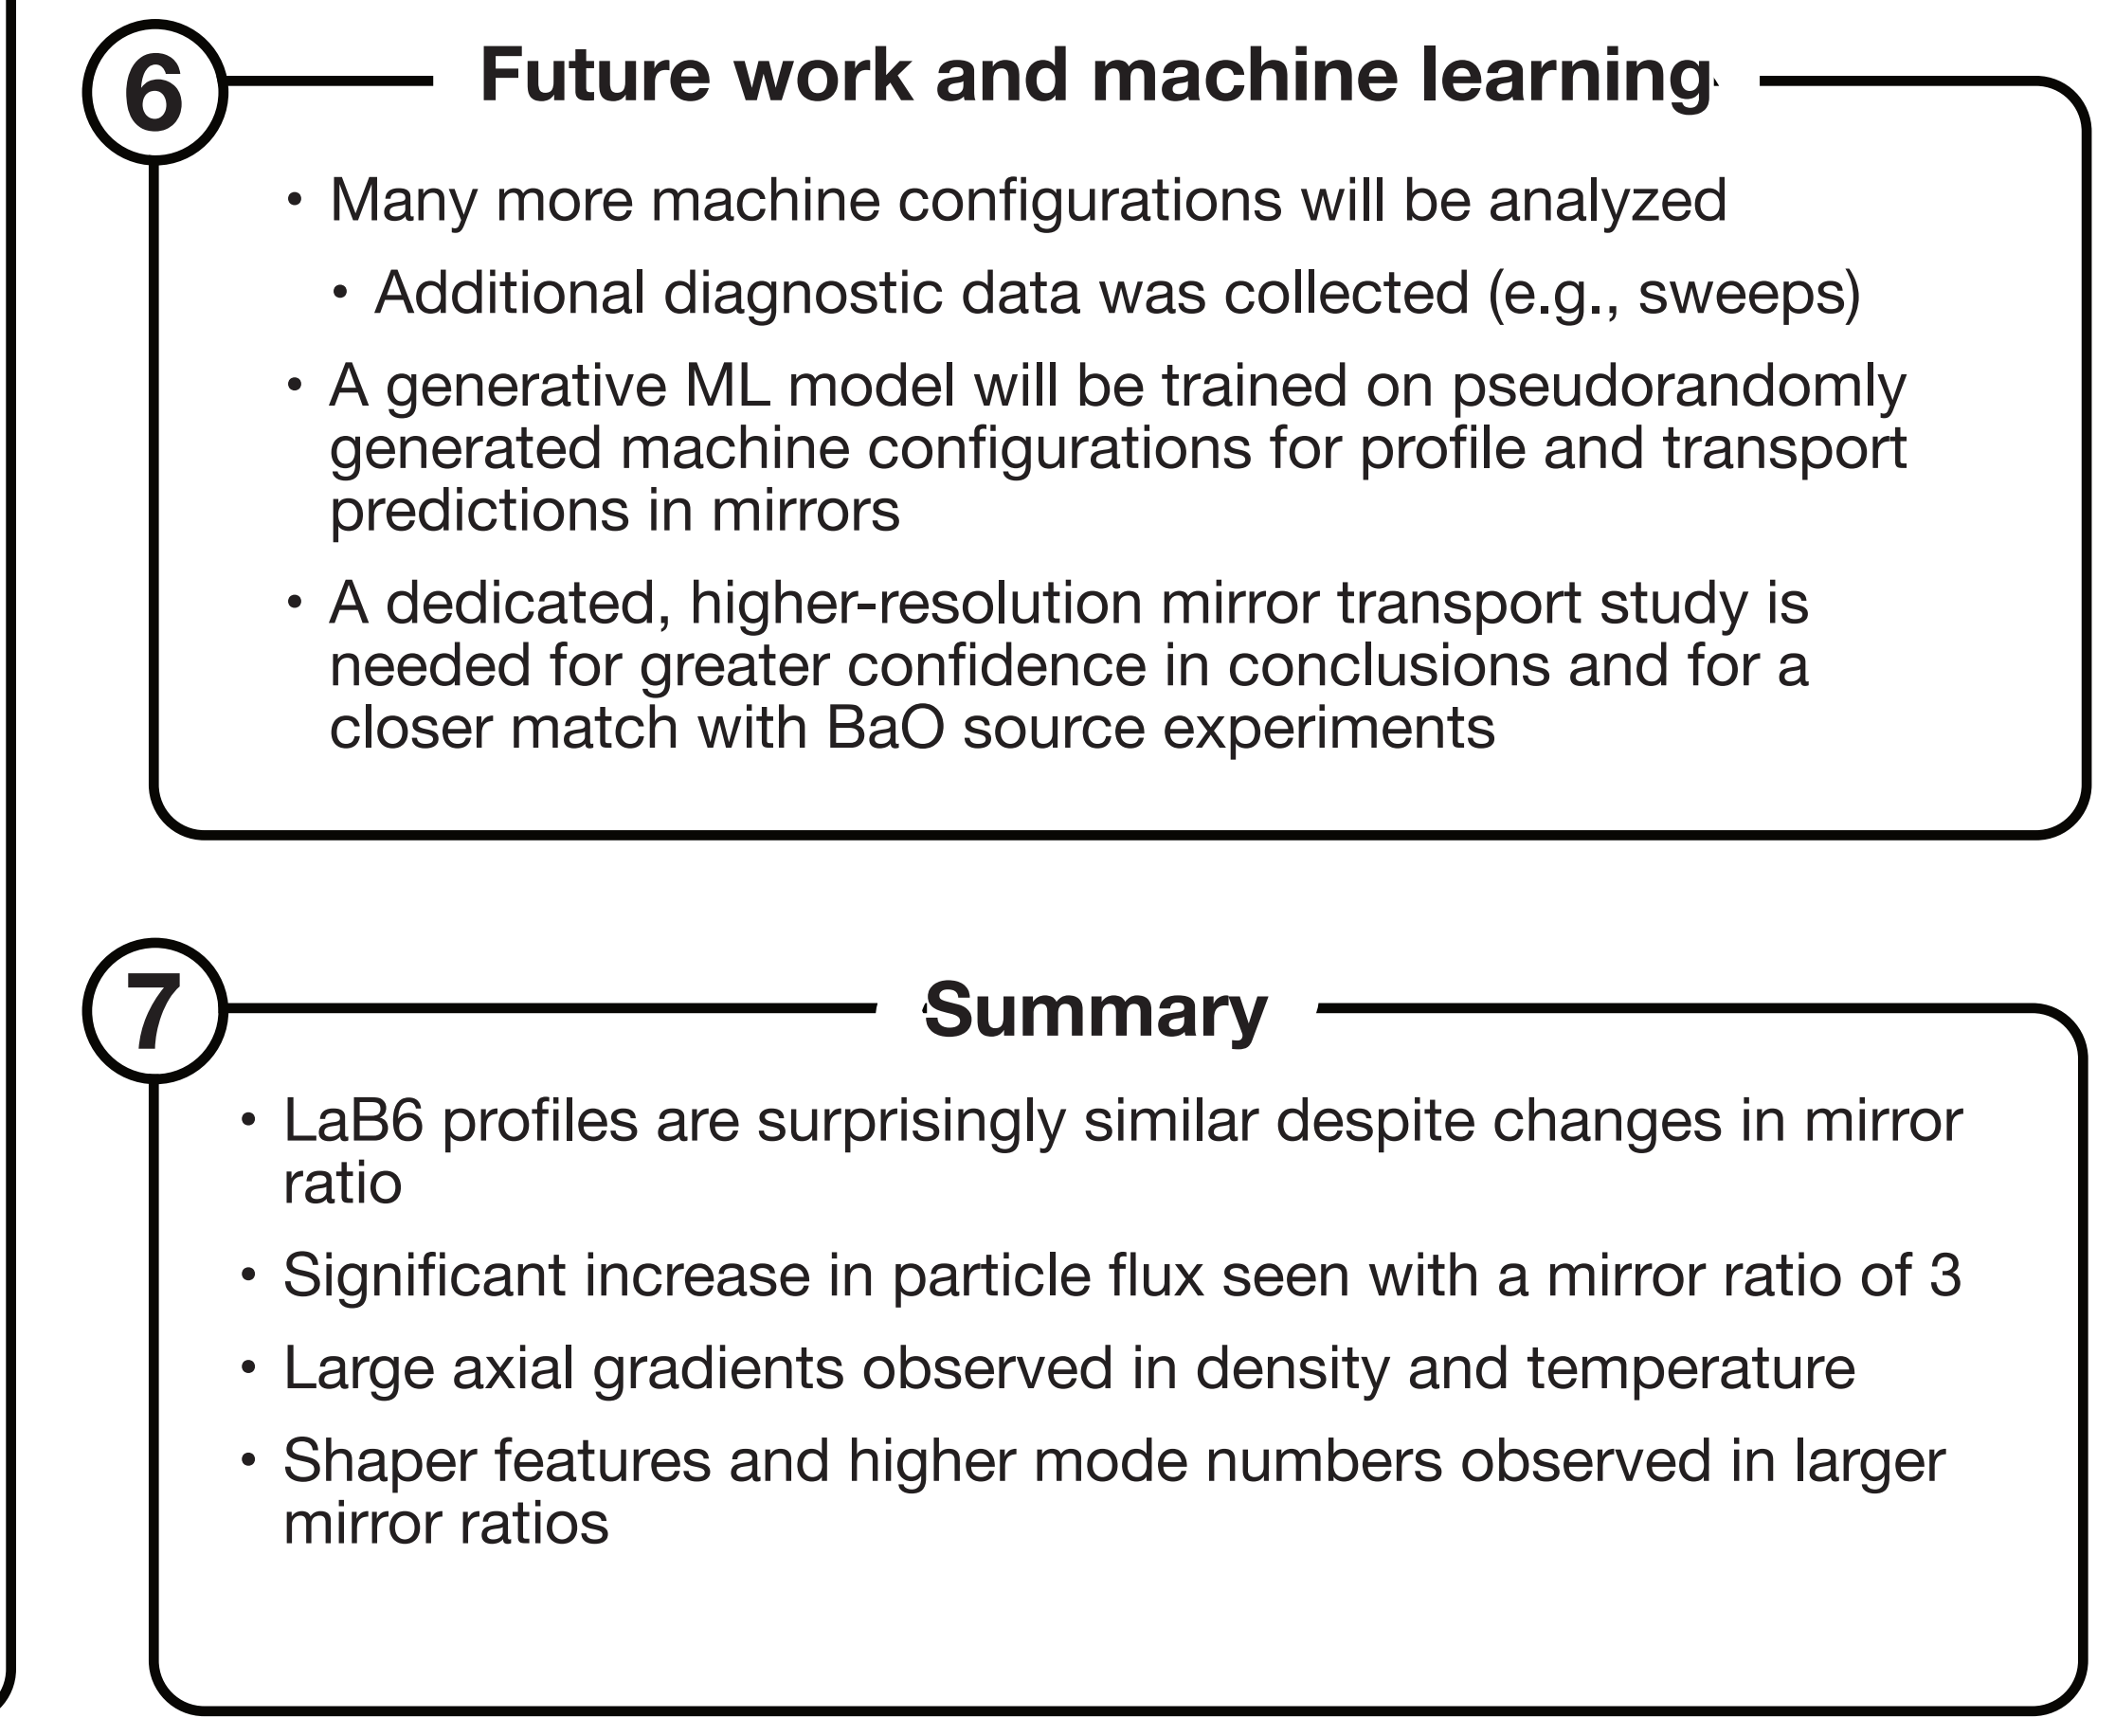 6
Future work and machine learning
• Many more machine configurations will be analyzed
• Additional diagnostic data was collected (e.g., sweeps)
• A generative ML model will be trained on pseudorandomly
generated machine configurations for profile and transport
predictions in mirrors
• A dedicated, higher-resolution mirror transport study is
needed for greater confidence in conclusions and for a
closer match with BaO source experiments
7
Summary
• LaB6 profiles are surprisingly similar despite changes in mirror
ratio
• Significant increase in particle flux seen with a mirror ratio of 3
• Large axial gradients observed in density and temperature
• Shaper features and higher mode numbers observed in larger
mirror ratios